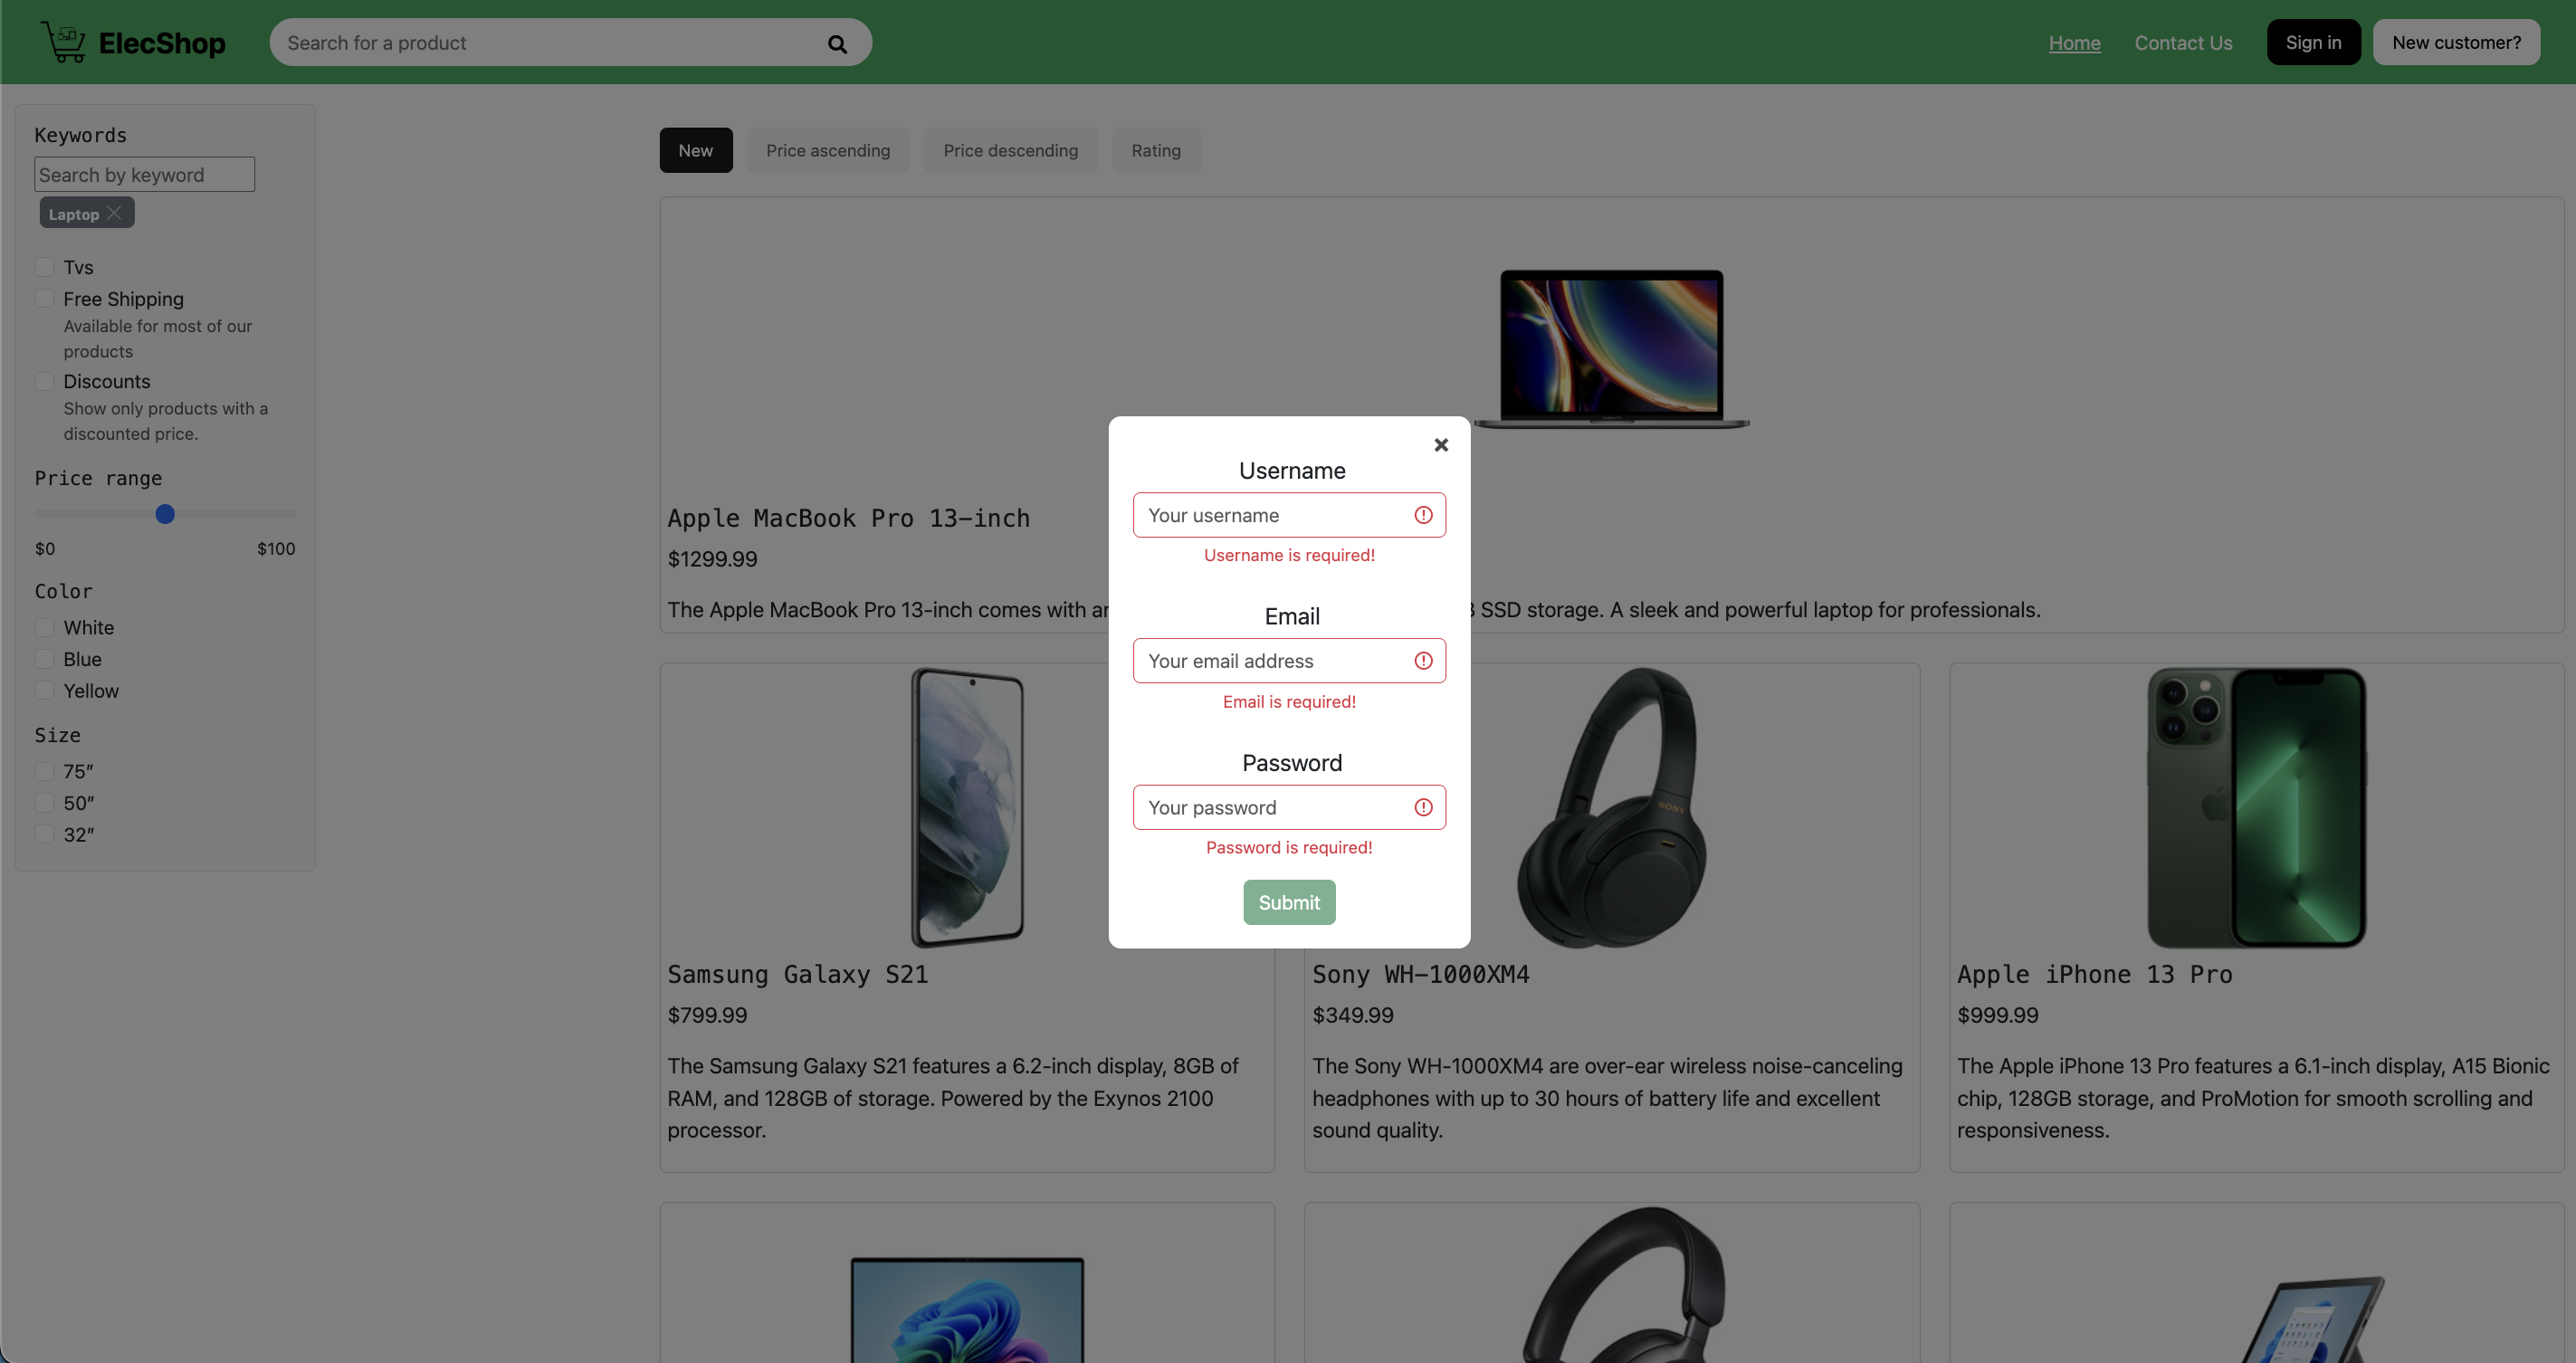 ElecShop
Search for a product
Home
Contact Us
Sign in
New customer?
Keywords
Search by keyword
Laptop
Tvs
Free Shipping
Available for most of our
products
Discounts
Show only products with a
discounted price.
Price range
$0
$100
Color
White
Blue
Yellow
Size
75″
50″
32″
New
Price ascending
Price descending
Rating
Apple MacBook Pro 13-inch
$1299.99
The Apple MacBook Pro 13-inch comes with SSD storage. A sleek and powerful laptop for professionals.
Username
Your username
Username is required!
Email
Your email address
Email is required!
Password
Your password
Password is required!
Submit
SONY
Samsung Galaxy S21
$799.99
The Samsung Galaxy S21 features a 6.2-inch display, 8GB of
RAM, and 128GB of storage. Powered by the Exynos 2100
processor.
Sony WH-1000XM4
$349.99
The Sony WH-1000XM4 are over-ear wireless noise-canceling
headphones with up to 30 hours of battery life and excellent
sound quality.
Apple iPhone 13 Pro
$999.99
The Apple iPhone 13 Pro features a 6.1-inch display, A15 Bionic
chip, 128GB storage, and ProMotion for smooth scrolling and
responsiveness.